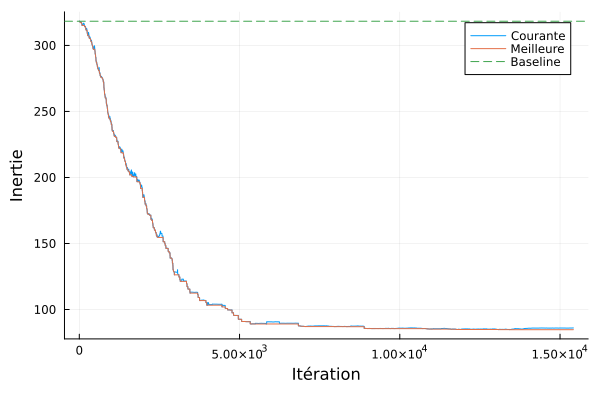 Courante
Meilleure
Baseline
300
250
200
150
100
Inertie
0
5.00×10³
1.00×10⁴
1.50×10⁴
Itération